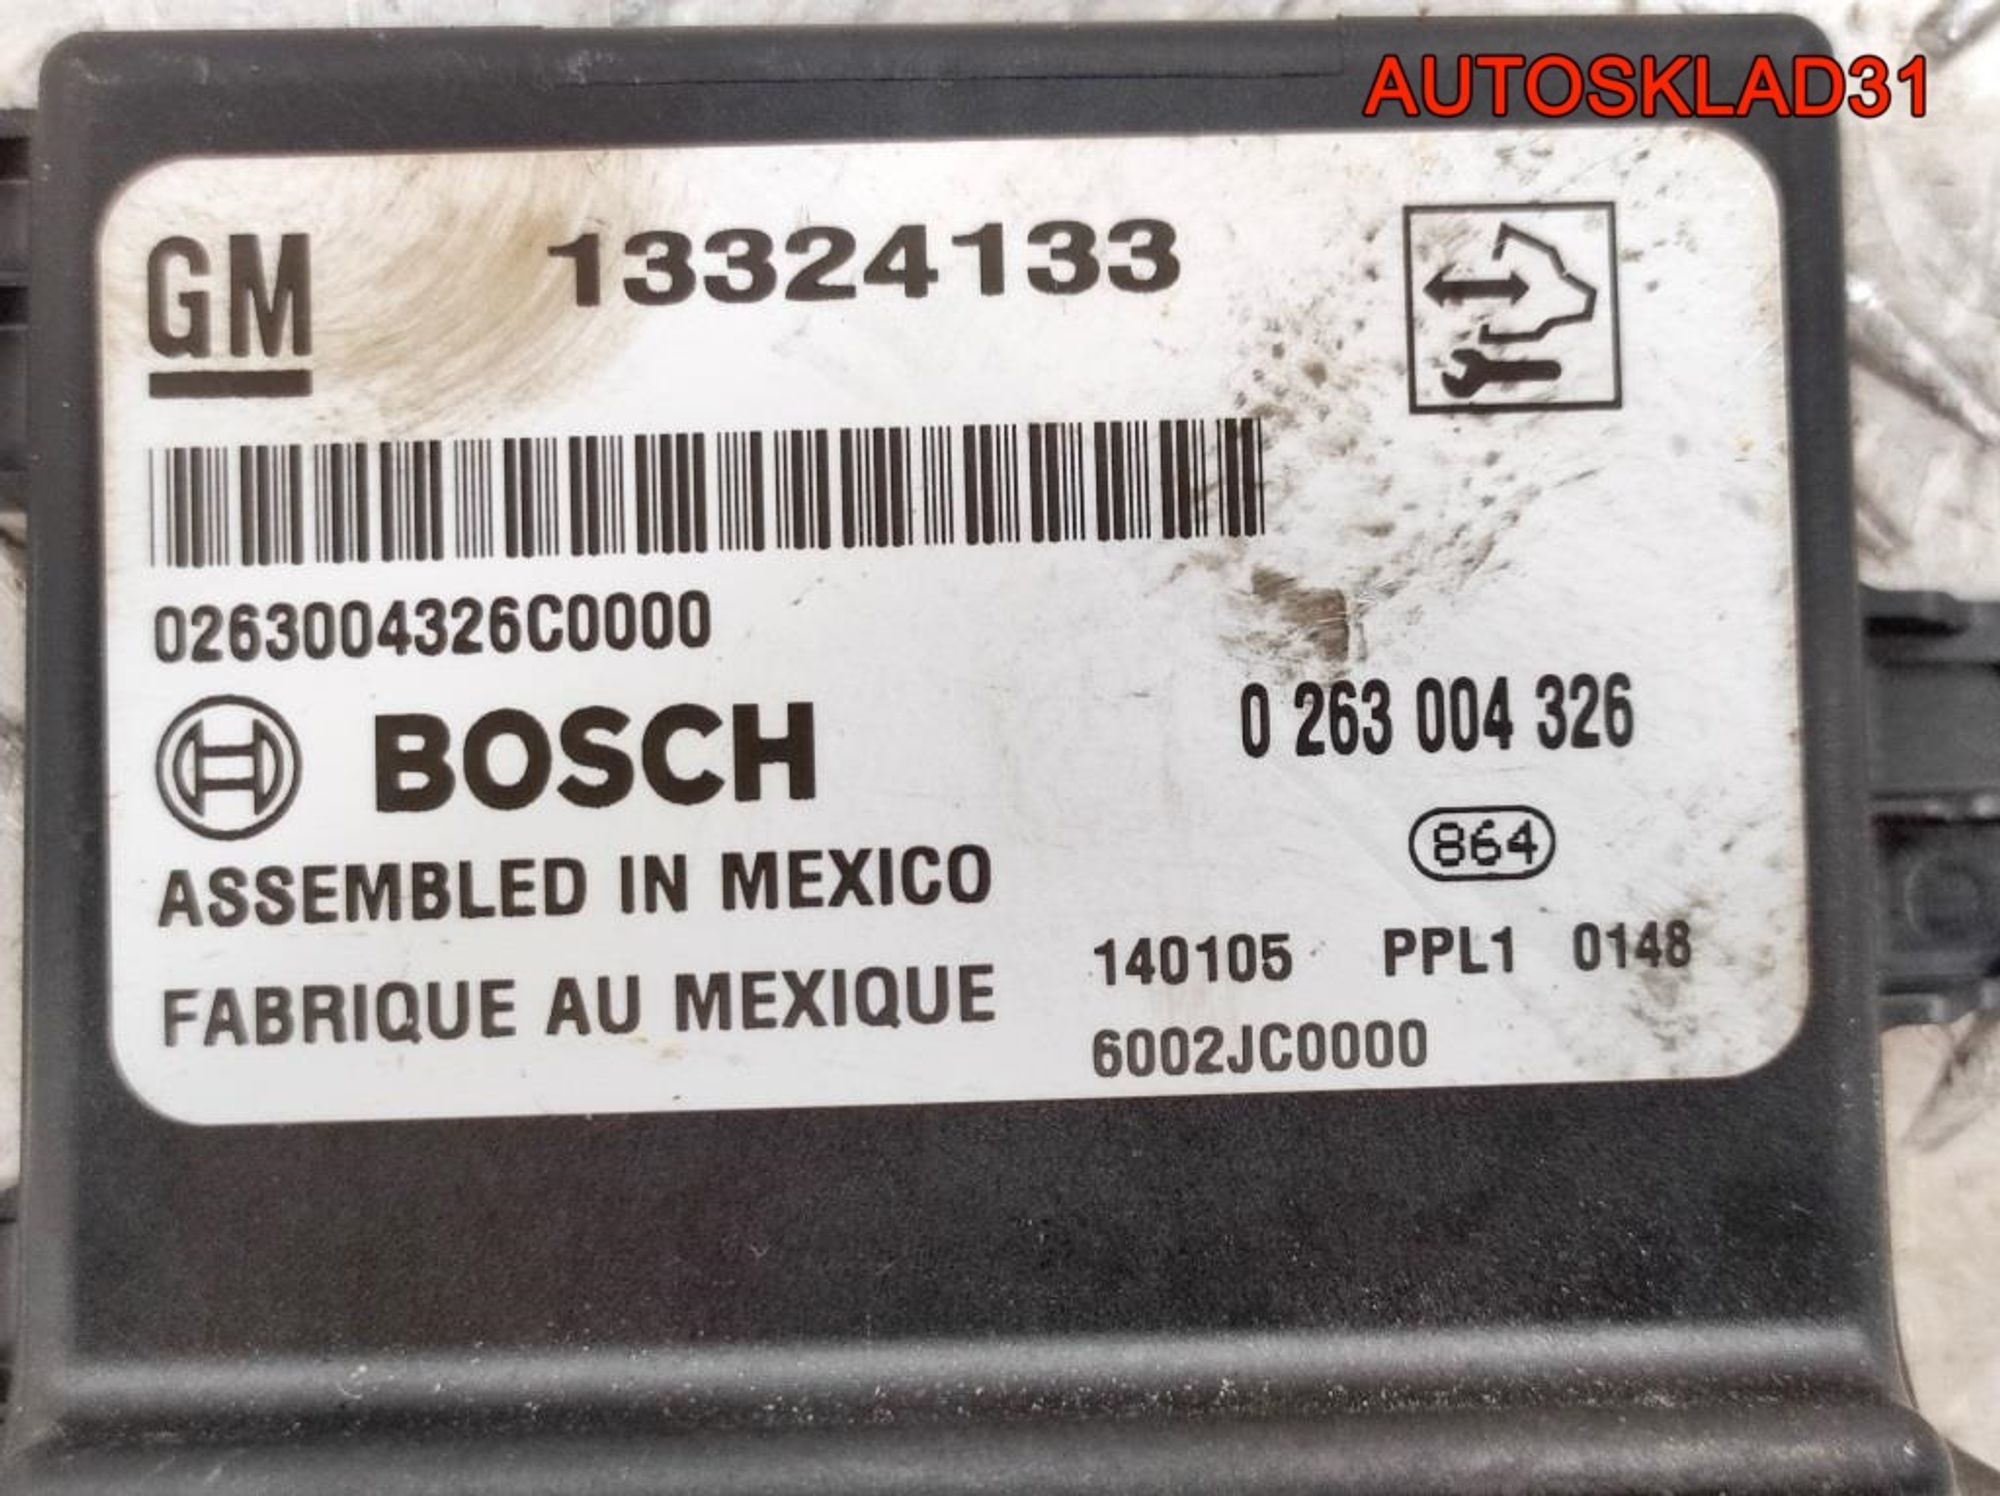 AUTOSKLAD31
GM 13324133
0263004326C0000
BOSCH 0 263 004 326
864
ASSEMBLED IN MEXICO
140105 PPL1 0148
FABRIQUE AU MEXIQUE
6002JC0000